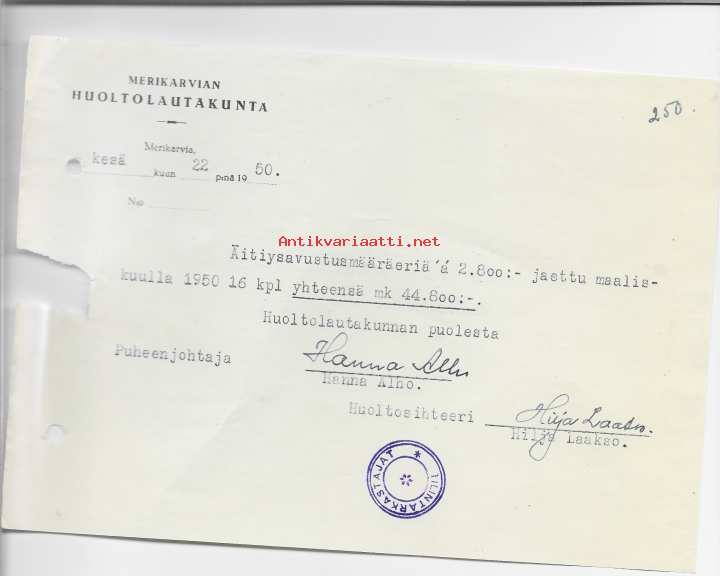 MERIKARVIAN
HUOLTOLAUTAKUNTA
250.
Merikarvia,
kesä kuun 22 p:nä 19 50.
N:o
Antikvariaatti.net
Äitiysavustusmääräeriä á 2.800:- jaettu maalis-
kuulla 1950 16 kpl yhteensä mk 44.800:-.
Huoltolautakunnan puolesta
Puheenjohtaja
Hanna Alho
Hanna Alho.
Huoltosihteeri
Hilja Laakso.
Hilja Laakso.
TILINTARKASTAJAT *